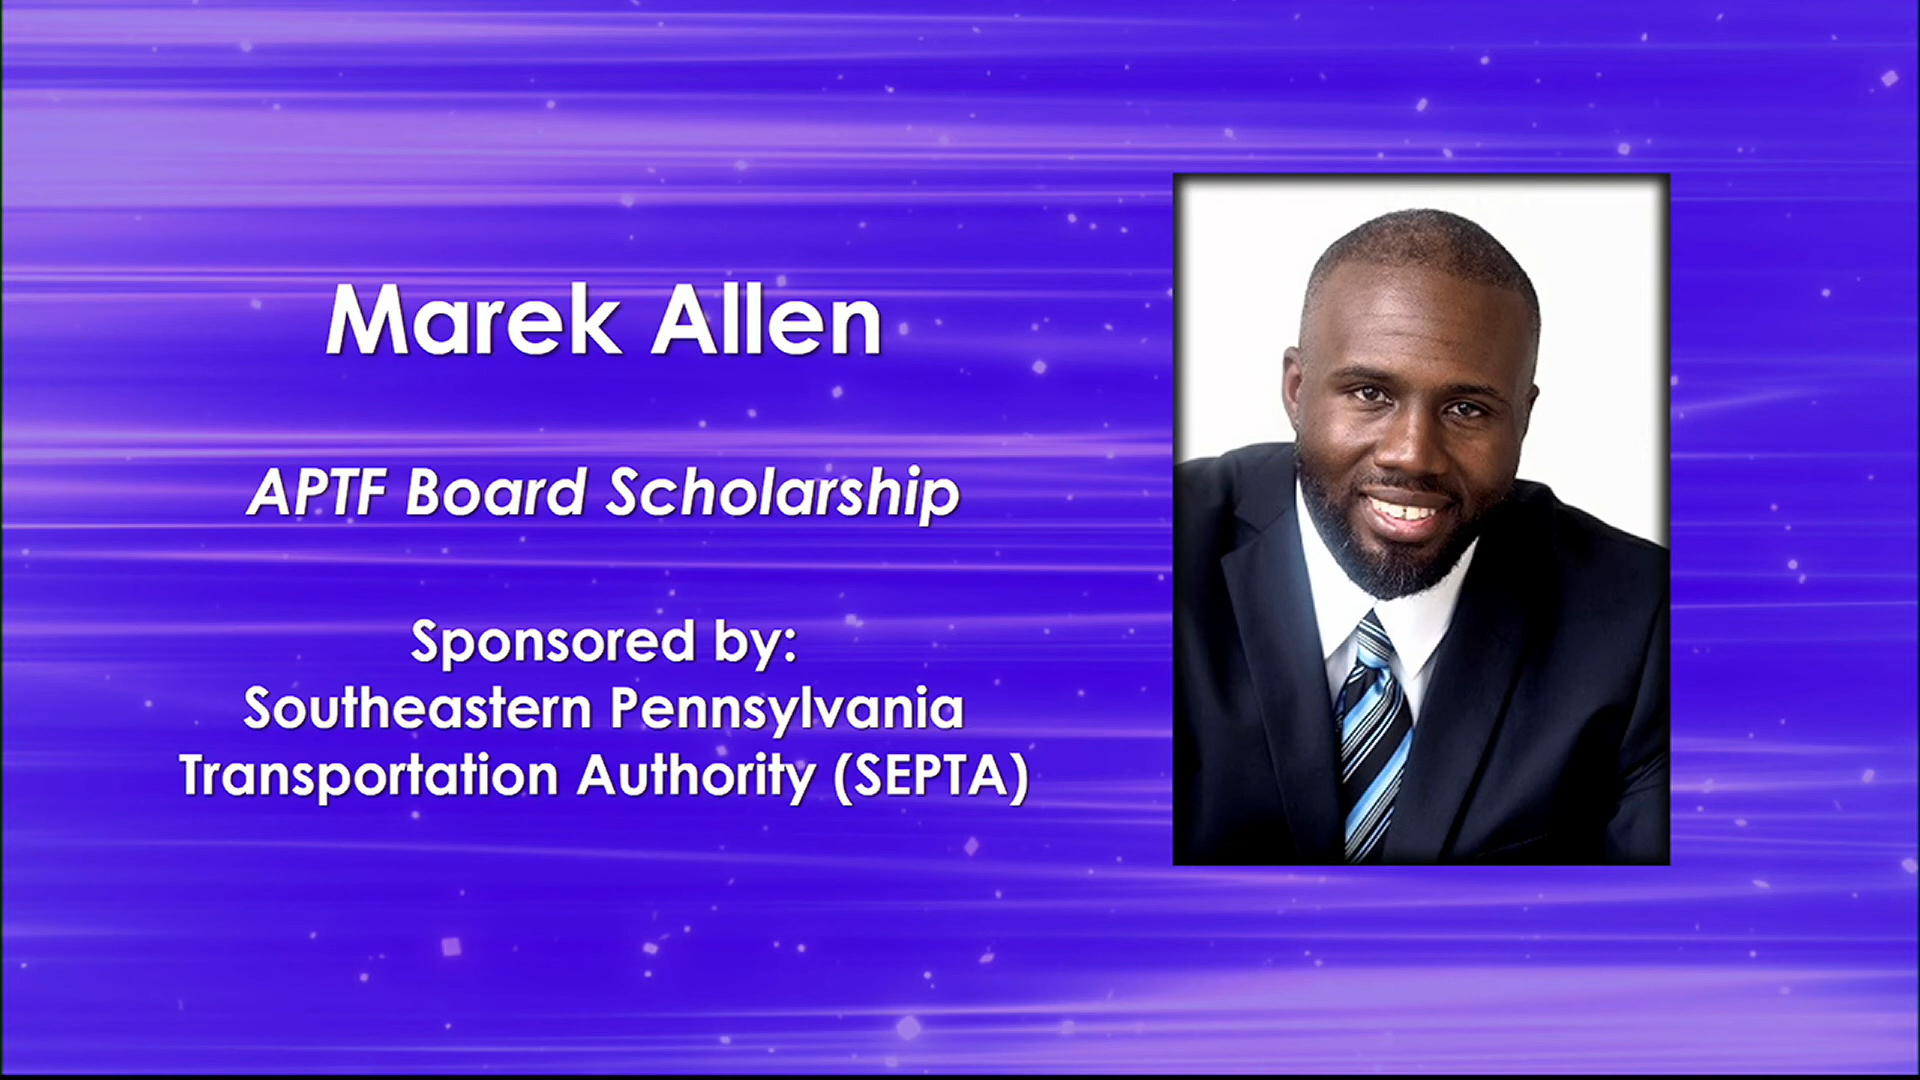 Marek Allen
APTF Board Scholarship
Sponsored by:
Southeastern Pennsylvania
Transportation Authority (SEPTA)